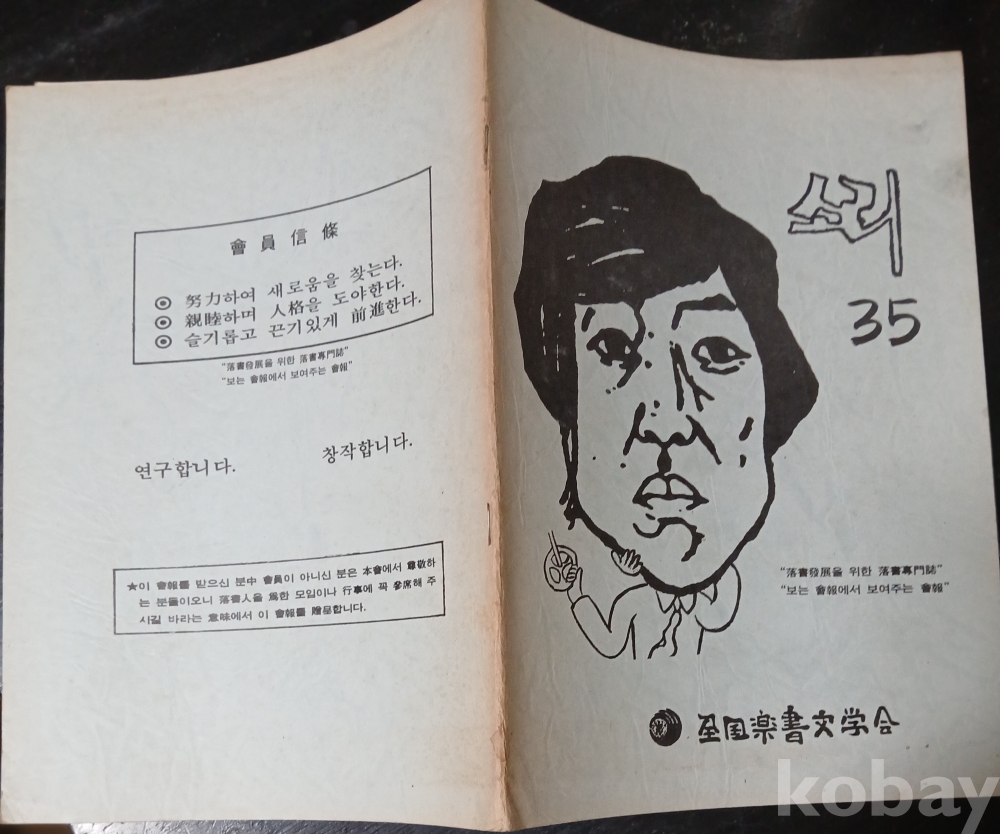 會員信條
◉ 努力하여 새로움을 찾는다.
◉ 親睦하며 人格을 도야한다.
◉ 슬기롭고 끈기있게 前進한다.
“落書發展을 위한 落書專門誌”
“보는 會報에서 보여주는 會報”
연구합니다. 창작합니다.
★이 會報를 받으신 분中 會員이 아니신 분은 本會에서 尊敬하
는 분들이오니 落書人을 爲한 모임이나 行事에 꼭 參席해 주
시길 바라는 意味에서 이 會報를 贈呈합니다.
35
“落書發展을 위한 落書專門誌”
“보는 會報에서 보여주는 會報”
全国楽書文学会
kobay